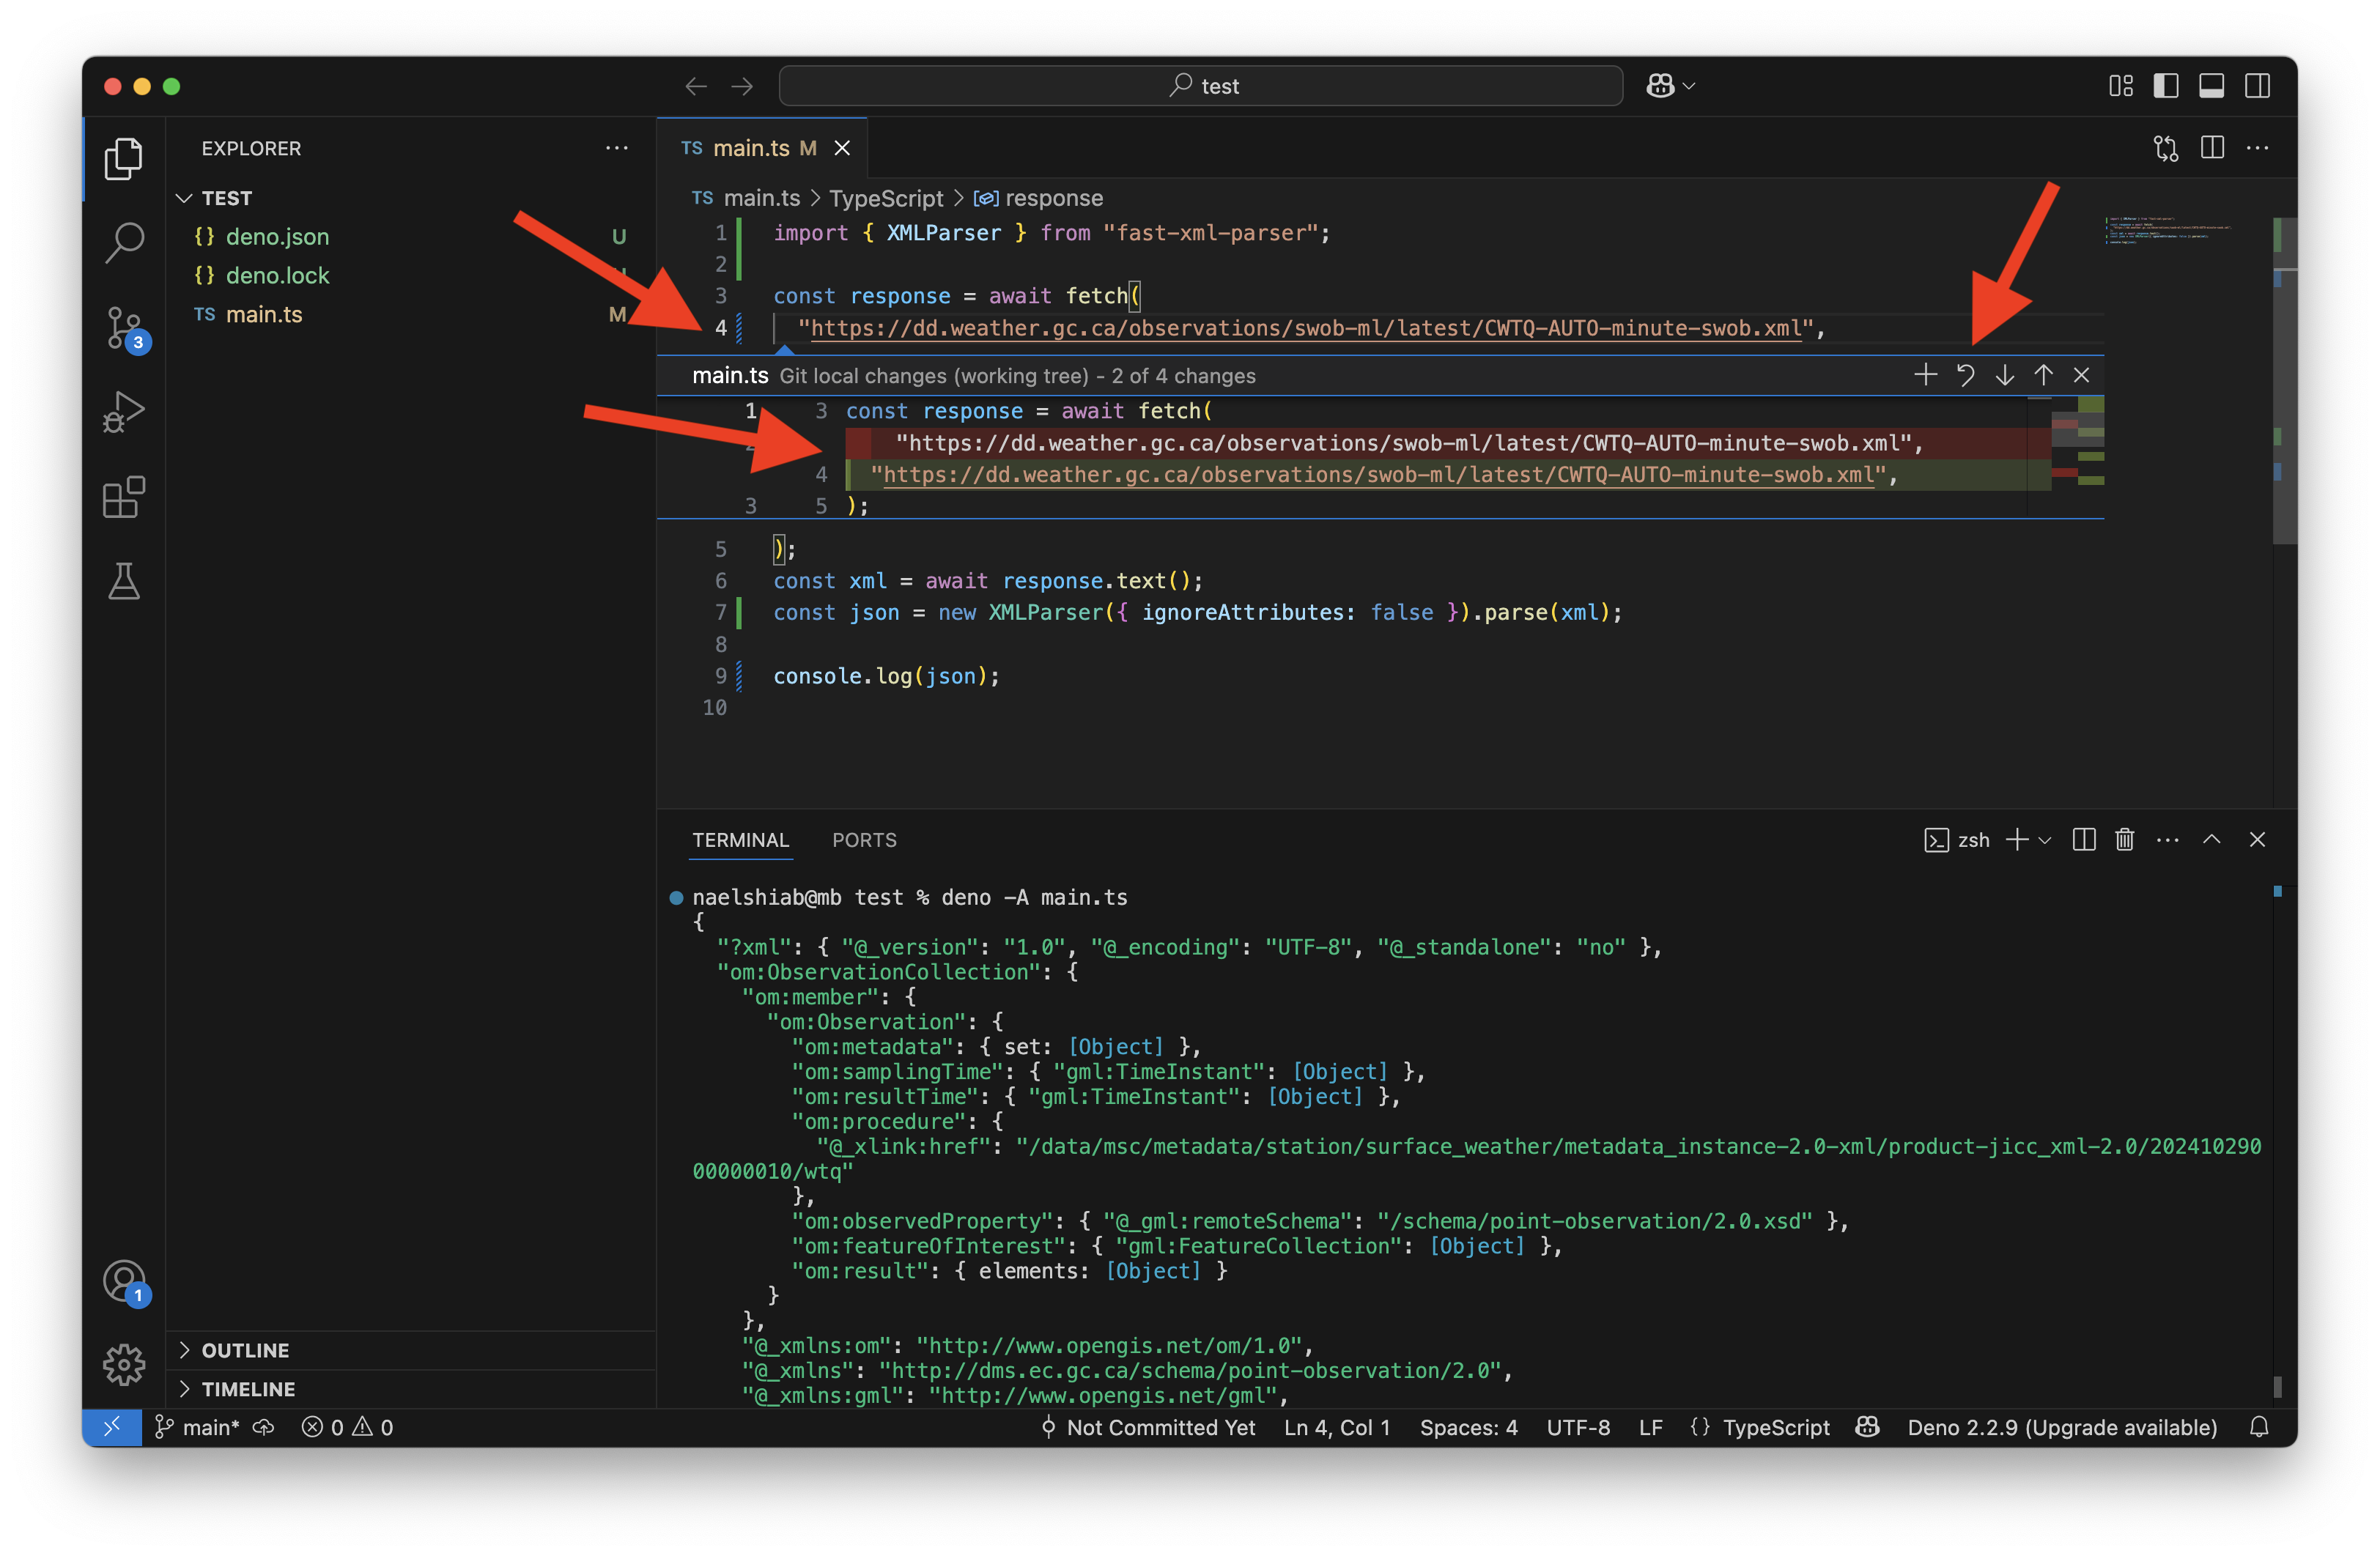 test
EXPLORER
TEST
{} deno.json U
{} deno.lock
TS main.ts M
3
1
OUTLINE
TIMELINE
TS main.ts M
TS main.ts > TypeScript > response
1 import { XMLParser } from "fast-xml-parser";
2
3 const response = await fetch(
4 "https://dd.weather.gc.ca/observations/swob-ml/latest/CWTQ-AUTO-minute-swob.xml",
main.ts Git local changes (working tree) - 2 of 4 changes
1 3 const response = await fetch(
2 "https://dd.weather.gc.ca/observations/swob-ml/latest/CWTQ-AUTO-minute-swob.xml",
4 "https://dd.weather.gc.ca/observations/swob-ml/latest/CWTQ-AUTO-minute-swob.xml",
3 5 );
5 );
6 const xml = await response.text();
7 const json = new XMLParser({ ignoreAttributes: false }).parse(xml);
8
9 console.log(json);
10
TERMINAL PORTS zsh
naelshiab@mb test % deno -A main.ts
{
"?xml": { "@_version": "1.0", "@_encoding": "UTF-8", "@_standalone": "no" },
"om:ObservationCollection": {
"om:member": {
"om:Observation": {
"om:metadata": { set: [Object] },
"om:samplingTime": { "gml:TimeInstant": [Object] },
"om:resultTime": { "gml:TimeInstant": [Object] },
"om:procedure": {
"@_xlink:href": "/data/msc/metadata/station/surface_weather/metadata_instance-2.0-xml/product-jicc_xml-2.0/202410290
00000010/wtq"
},
"om:observedProperty": { "@_gml:remoteSchema": "/schema/point-observation/2.0.xsd" },
"om:featureOfInterest": { "gml:FeatureCollection": [Object] },
"om:result": { elements: [Object] }
}
},
"@_xmlns:om": "http://www.opengis.net/om/1.0",
"@_xmlns": "http://dms.ec.gc.ca/schema/point-observation/2.0",
"@_xmlns:gml": "http://www.opengis.net/gml",
main* 0 0 Not Committed Yet Ln 4, Col 1 Spaces: 4 UTF-8 LF {} TypeScript Deno 2.2.9 (Upgrade available)